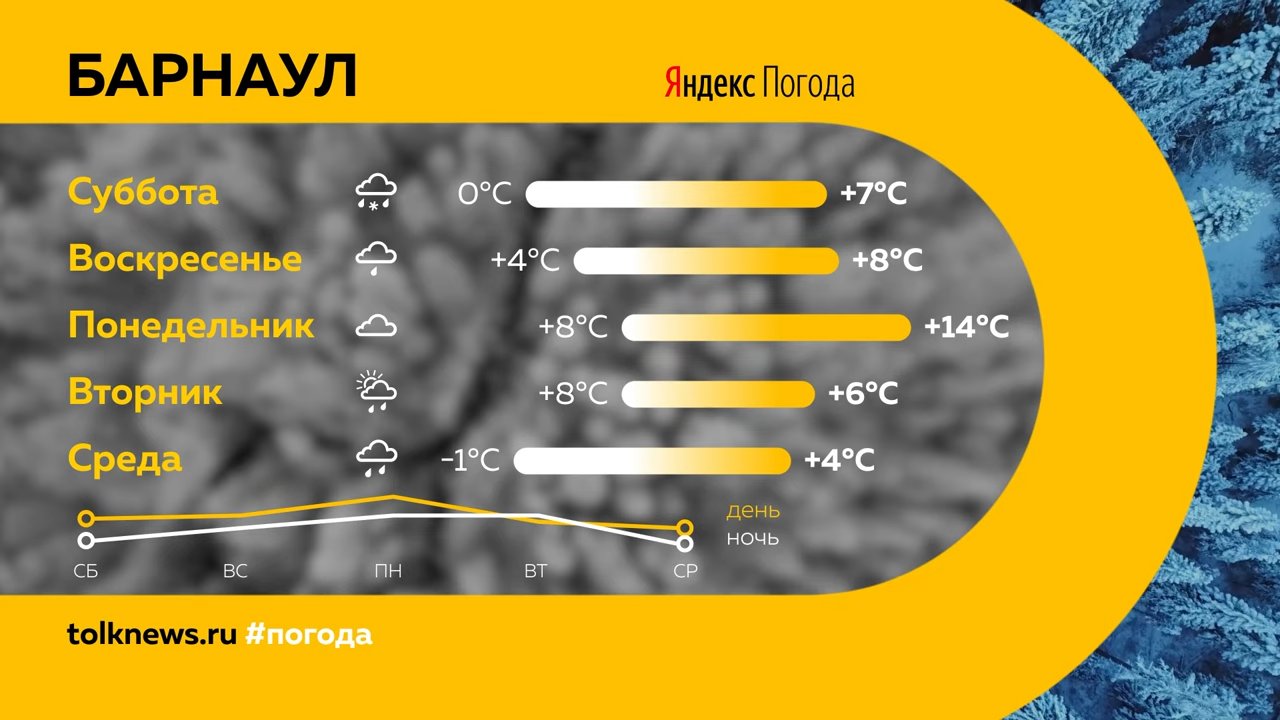 БАРНАУЛ
Яндекс Погода
Суббота 0°C +7°C
Воскресенье +4°C +8°C
Понедельник +8°C +14°C
Вторник +8°C +6°C
Среда -1°C +4°C
день
ночь
СБ ВС ПН ВТ СР
tolknews.ru #погода